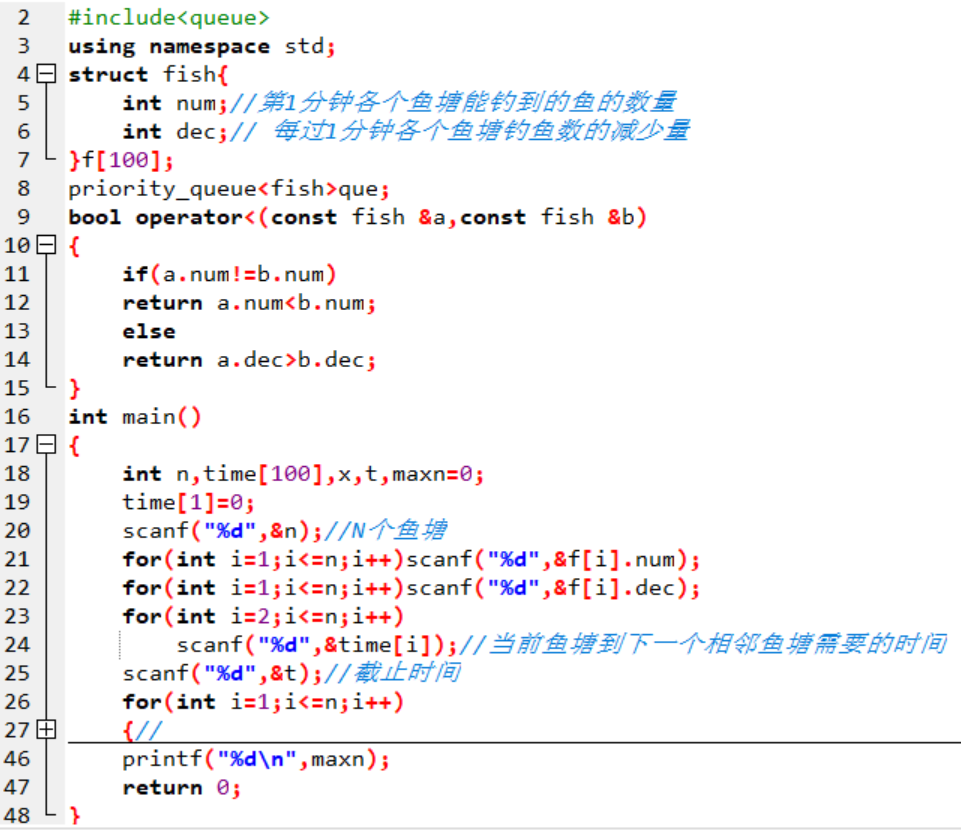 2 #include<queue>
3 using namespace std;
4 struct fish{
5 int num;//第1分钟各个鱼塘能钓到的鱼的数量
6 int dec;// 每过1分钟各个鱼塘钓鱼数的减少量
7 }f[100];
8 priority_queue<fish>que;
9 bool operator<(const fish &a,const fish &b)
10 {
11 if(a.num!=b.num)
12 return a.num<b.num;
13 else
14 return a.dec>b.dec;
15 }
16 int main()
17 {
18 int n,time[100],x,t,maxn=0;
19 time[1]=0;
20 scanf("%d",&n);//N个鱼塘
21 for(int i=1;i<=n;i++)scanf("%d",&f[i].num);
22 for(int i=1;i<=n;i++)scanf("%d",&f[i].dec);
23 for(int i=2;i<=n;i++)
24 scanf("%d",&time[i]);//当前鱼塘到下一个相邻鱼塘需要的时间
25 scanf("%d",&t);//截止时间
26 for(int i=1;i<=n;i++)
27 {//
46 printf("%d\n",maxn);
47 return 0;
48 }